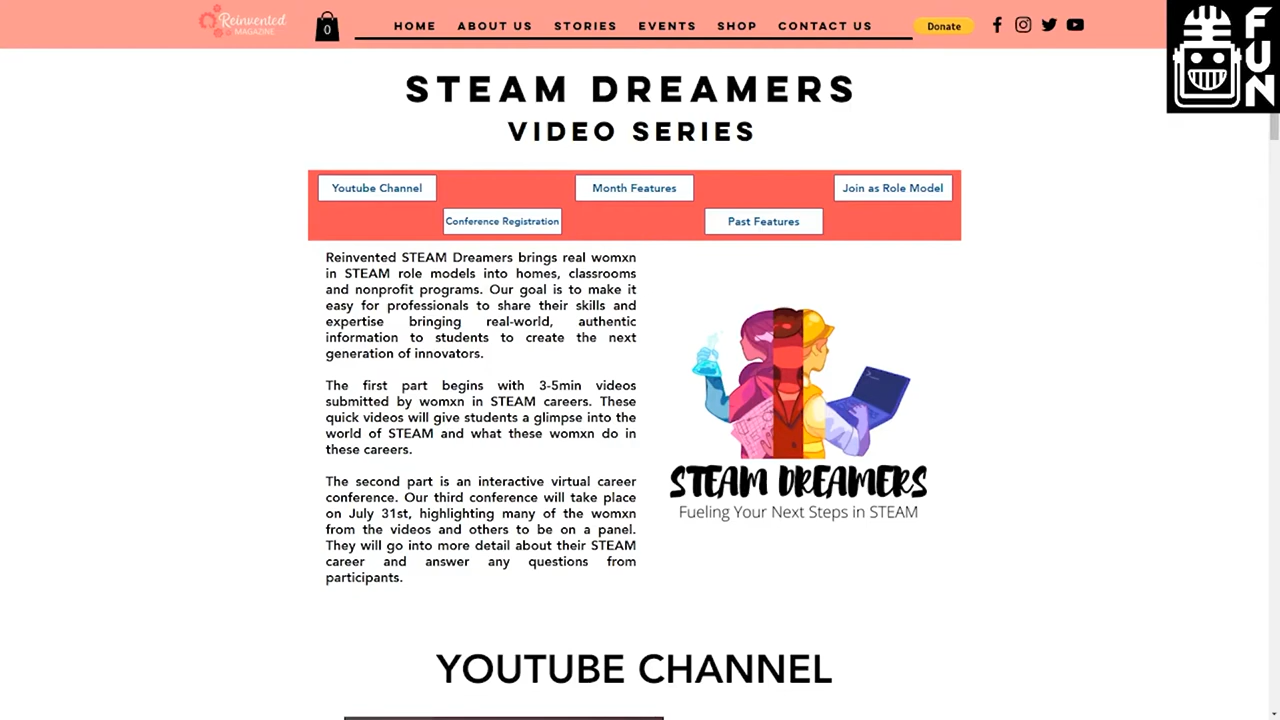 Reinvented
MAGAZINE
0
HOME ABOUT US STORIES EVENTS SHOP CONTACT US
Donate
FUN
STEAM DREAMERS
VIDEO SERIES
Youtube Channel
Month Features
Join as Role Model
Conference Registration
Past Features
Reinvented STEAM Dreamers brings real womxn
in STEAM role models into homes, classrooms
and nonprofit programs. Our goal is to make it
easy for professionals to share their skills and
expertise bringing real-world, authentic
information to students to create the next
generation of innovators.
The first part begins with 3-5min videos
submitted by womxn in STEAM careers. These
quick videos will give students a glimpse into the
world of STEAM and what these womxn do in
these careers.
The second part is an interactive virtual career
conference. Our third conference will take place
on July 31st, highlighting many of the womxn
from the videos and others to be on a panel.
They will go into more detail about their STEAM
career and answer any questions from
participants.
STEAM DREAMERS
Fueling Your Next Steps in STEAM
YOUTUBE CHANNEL